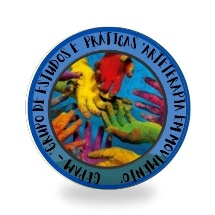 GEPAM - "GRUPO DE ESTUDOS E PRÁTICAS "ARTETERAPIA EM MOVIMENTO"